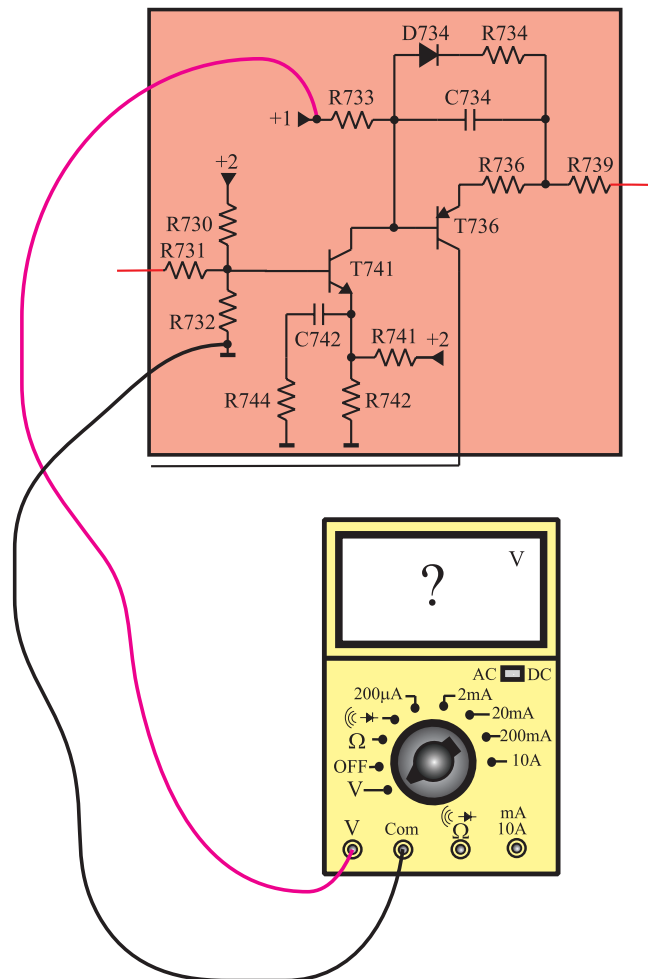 D734 R734
R733 C734
+1
+2 R736 R739
R730 T736
R731
T741
R732 C742 R741 +2
R744 R742
V
?
AC DC
200µA 2mA
20mA
Ω 200mA
OFF 10A
V
V Com Ω mA
10A